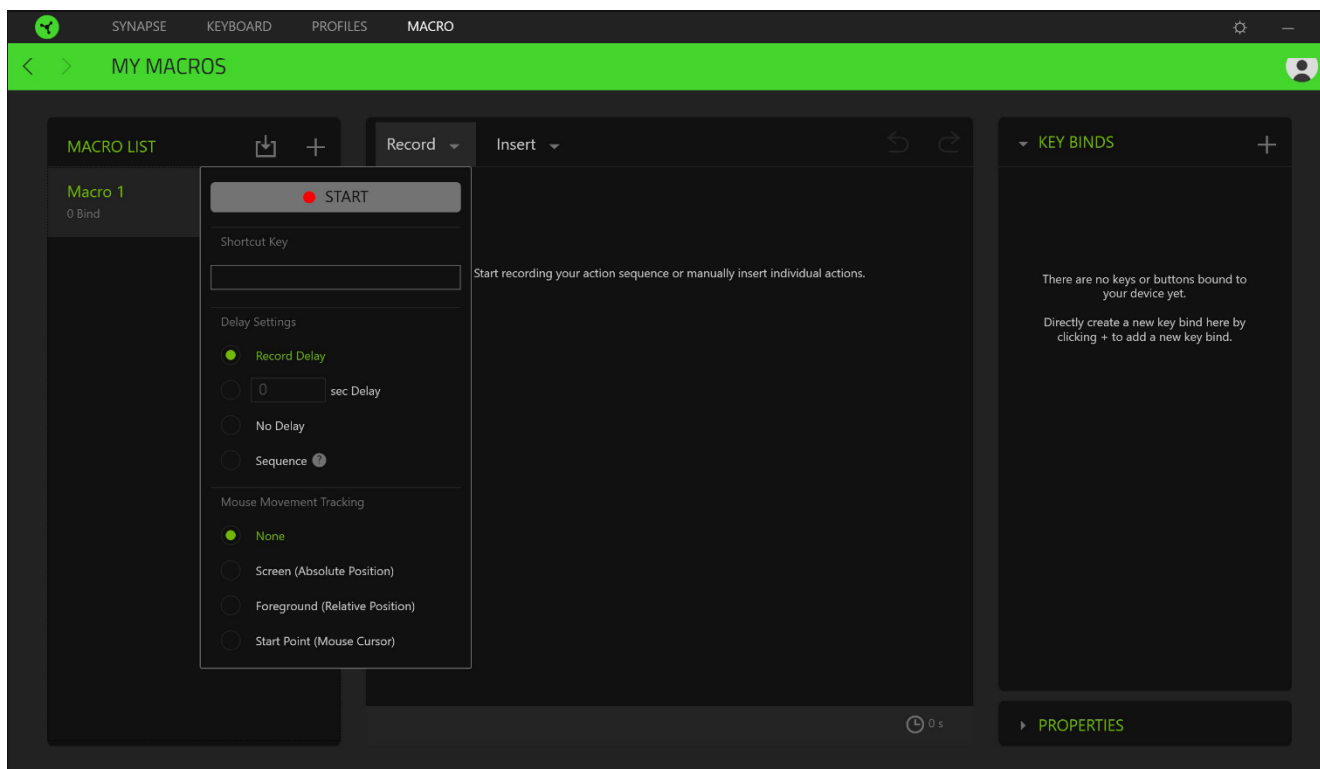 SYNAPSE KEYBOARD PROFILES MACRO
MY MACROS
MACRO LIST
Macro 1
0 Bind
Record Insert
START
Shortcut Key
Delay Settings
Record Delay
0 sec Delay
No Delay
Sequence ?
Mouse Movement Tracking
None
Screen (Absolute Position)
Foreground (Relative Position)
Start Point (Mouse Cursor)
Start recording your action sequence or manually insert individual actions.
0 s
KEY BINDS
There are no keys or buttons bound to
your device yet.
Directly create a new key bind here by
clicking + to add a new key bind.
PROPERTIES